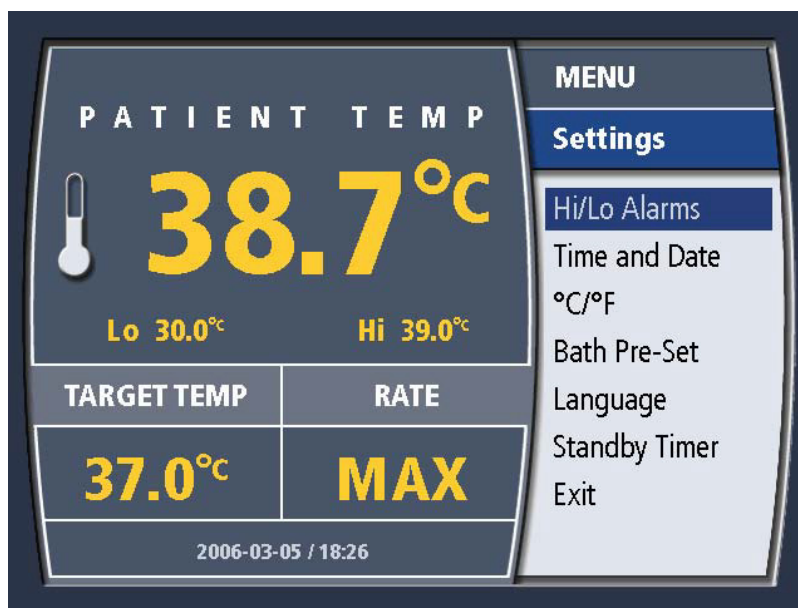 PATIENT TEMP
38.7°C
Lo 30.0°C Hi 39.0°C
TARGET TEMP RATE
37.0°C MAX
2006-03-05 / 18:26
MENU
Settings
Hi/Lo Alarms
Time and Date
°C/°F
Bath Pre-Set
Language
Standby Timer
Exit